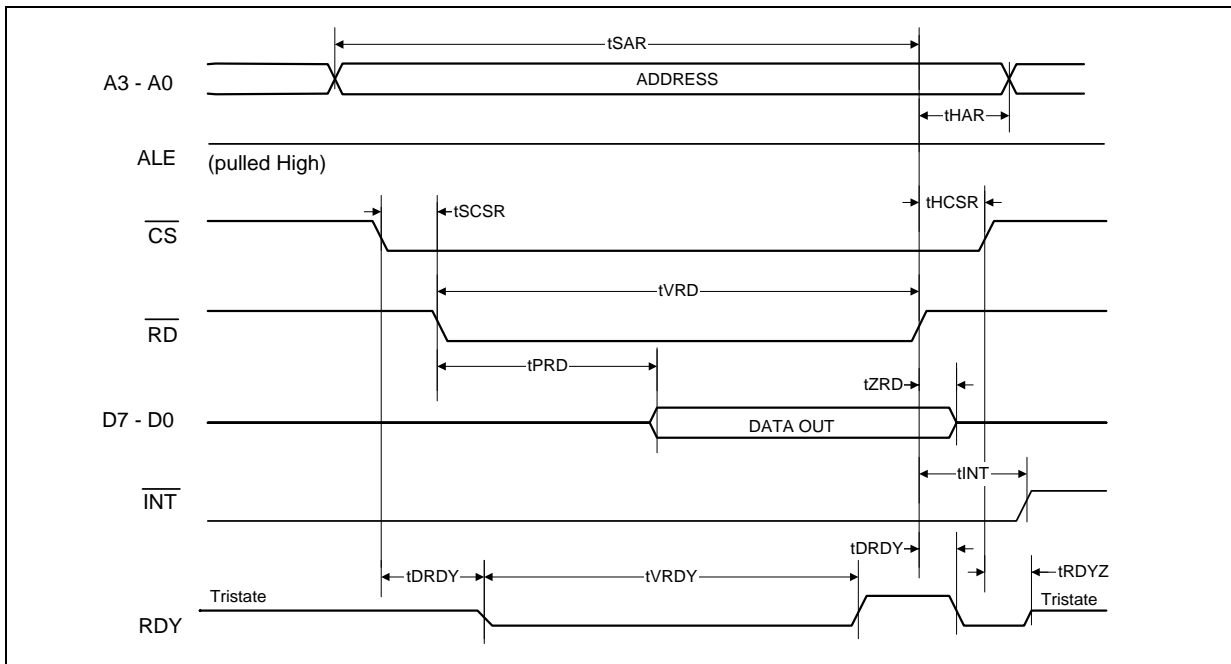 tSAR
A3 - A0
ADDRESS
tHAR
ALE
(pulled High)
tSCSR
tHCSR
CS
tVRD
RD
tPRD
tZRD
D7 - D0
DATA OUT
tINT
INT
tDRDY
tDRDY
tVRDY
tRDYZ
Tristate
Tristate
RDY